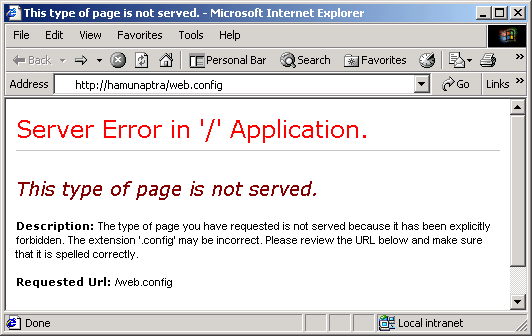 This type of page is not served. - Microsoft Internet Explorer
File Edit View Favorites Tools Help
Back Personal Bar Search Favorites
Address http://hamunaptra/web.config Go Links »
Server Error in '/' Application.
This type of page is not served.
Description: The type of page you have requested is not served because it has been explicitly
forbidden. The extension '.config' may be incorrect. Please review the URL below and make sure
that it is spelled correctly.
Requested Url: /web.config
Done Local intranet